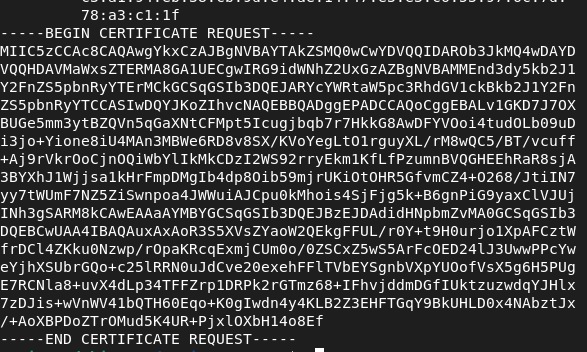 78:a3:c1:1f
-----BEGIN CERTIFICATE REQUEST-----
MIIC5zCCAc8CAQAwgYkxCzAJBgNVBAYTAkZSMQ0wCwYDVQQIDAROb3JkMQ4wDAYD
VQQHDAVMaWxsZTERMA8GA1UECgwIRG9idWNhZ2UxGzAZBgNVBAMMEnd3dy5kb2J1
Y2FnZS5pbnRyYTErMCkGCSqGSIb3DQEJARYcYWRtaW5pc3RhdGV1ckBkb2J1Y2Fn
ZS5pbnRyYTCCASIwDQYJKoZIhvcNAQEBBQADggEPADCCAQoCggEBALv1GKD7J7OX
BUGe5mm3ytBZQVn5qGaXNtCFMpt5Icugjbqb7r7HkkG8AwDFYVOoi4tudOLb09uD
i3jo+Yione8iU4MAn3MBWe6RD8v8SX/KVoYegLtO1rguyXL/rM8wQC5/BT/vcuff
+Aj9rVkrOoCjnOQiWbYlIkMkCDzI2WS92rryEkm1KfLfPzumnBVQGHEEhRaR8sjA
3BYXhJ1Wjjsa1kHrFmpDMgIb4dp8Oib59mjrUKiOtOHR5GfvmCZ4+O268/JtiIN7
yy7tWUmF7NZ5ZiSwnpoa4JWWuiAJCpu0kMhois4SjFjg5k+B6gnPiG9yaxClVJUj
INh3gSARM8kCAwEAAaAYMBYGCSqGSIb3DQEJBzEJDAdidHNpbmZvMA0GCSqGSIb3
DQEBCwUAA4IBAQAuxAxAoR3S5XVsZYaoW2QEkgFFUL/r0Y+t9H0urjo1XpAFCztW
frDCl4ZKku0Nzwp/rOpaKRcqExmjCUm0o/0ZSCxZ5wS5ArFcOED24lJ3UwwPPcYw
eYjhXSUbrGQo+c25lRRN0uJdCve20exehFFlTVbEYSgnbVXpYUOofVsX5g6H5PUg
E7RCNla8+uvX4dLp34TFFZrp1DRPk2rGTmz68+IFhvjddmDGfIUktzuzwdqYJHlx
7zDJis+wVnWV41bQTH60Eqo+K0gIwdn4y4KLB2Z3EHFTGqY9BkUHLD0x4NAbztJx
/+AoXBPDoZTrOMud5K4UR+PjxlOXbH14o8Ef
-----END CERTIFICATE REQUEST-----